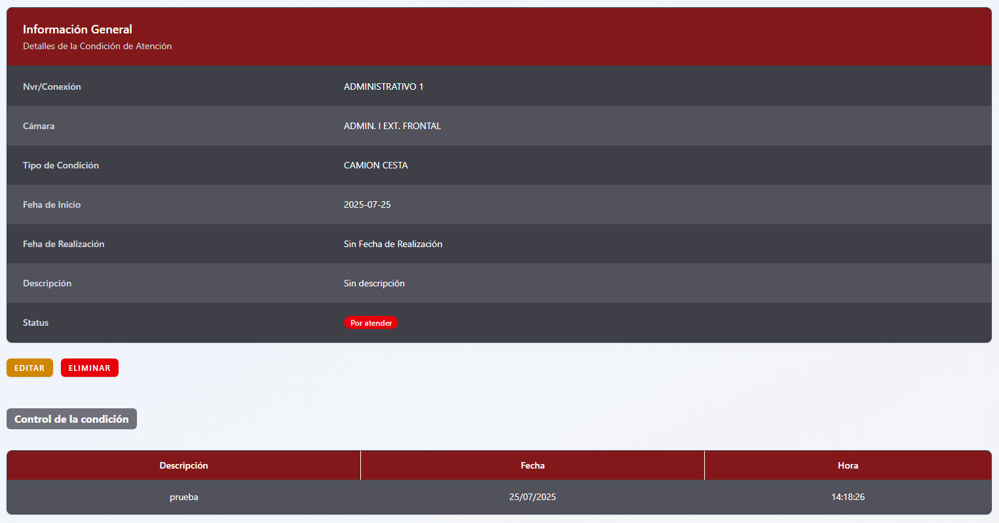 Información General
Detalles de la Condición de Atención
Nvr/Conexión ADMINISTRATIVO 1
Cámara ADMIN. I EXT. FRONTAL
Tipo de Condición CAMION CESTA
Feha de Inicio 2025-07-25
Feha de Realización Sin Fecha de Realización
Descripción Sin descripción
Status Por atender
EDITAR ELIMINAR
Control de la condición
Descripción Fecha Hora
prueba 25/07/2025 14:18:26